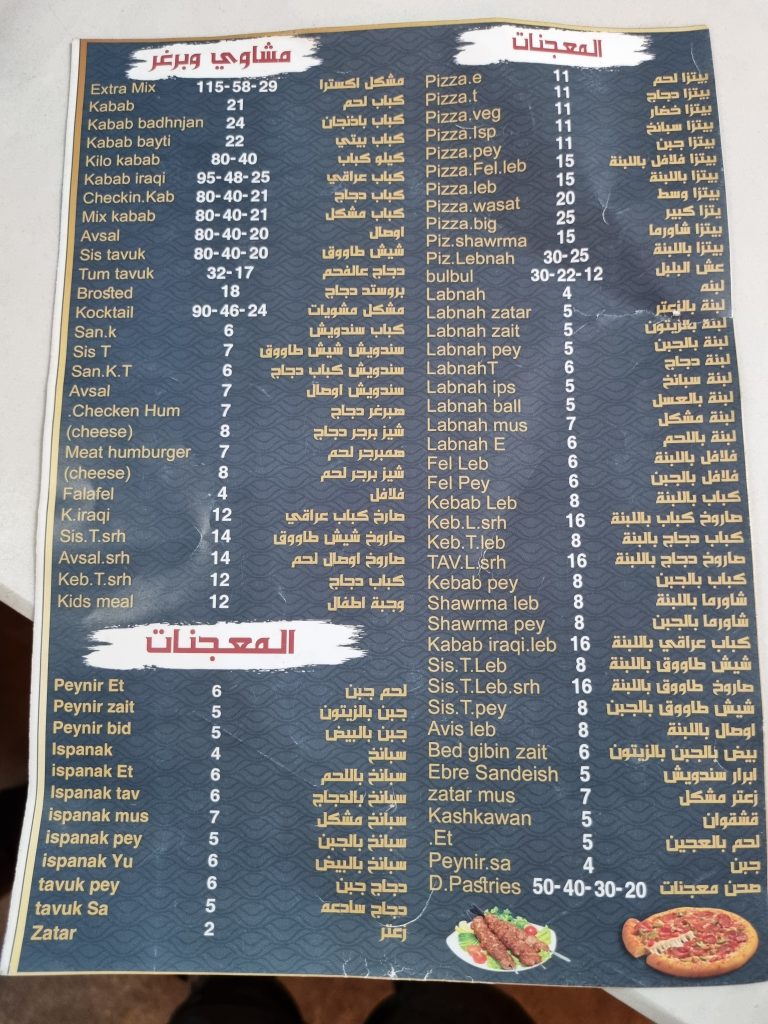 مشاوي وبرغر
Extra Mix 115-58-29 مشكل اكسترا
Kabab 21 كباب لحم
Kabab badhnjan 24 كباب باذنجان
Kabab bayti 22 كباب بيتي
Kilo kabab 80-40 كيلو كباب
Kabab iraqi 95-48-25 كباب عراقي
Checkin.Kab 80-40-21 كباب دجاج
Mix kabab 80-40-21 كباب مشكل
Avsal 80-40-20 اوصال
Sis tavuk 80-40-20 شيش طاووق
Tum tavuk 32-17 دجاج عالفحم
Brosted 18 بروستد دجاج
Kocktail 90-46-24 مشكل مشويات
San.k 6 كباب سندويش
Sis T 7 سندويش شيش طاووق
San.K.T 6 سندويش كباب دجاج
Avsal 7 سندويش اوصال
.Checken Hum 7 همبرغر دجاج
(cheese) 8 شيز برجر دجاج
Meat humburger 7 همبرجر لحم
(cheese) 8 شيز برجر لحم
Falafel 4 فلافل
K.iraqi 12 صارخ كباب عراقي
Sis.T.srh 14 صاروخ شيش طاووق
Avsal.srh 14 صاروخ اوصال لحم
Keb.T.srh 12 كباب دجاج
Kids meal 12 وجبة اطفال
المعجنات
Peynir Et 6 لحم جبن
Peynir zait 5 جبن بالزيتون
Peynir bid 5 جبن بالبيض
Ispanak 4 سبانخ
ispanak Et 6 سبانخ باللحم
Ispanak tav 6 سبانخ بالدجاج
ispanak mus 7 سبانخ مشكل
ispanak pey 5 سبانخ بالجبن
ispanak Yu 6 سبانخ بالبيض
tavuk pey 6 دجاج جبن
tavuk Sa 5 دجاج سادعه
Zatar 2 زعتر
المعجنات
Pizza.e 11 بيتزا لحم
Pizza.t 11 بيتزا دجاج
Pizza.veg 11 بيتزا خضار
Pizza.Isp 11 بيتزا سبانخ
Pizza.pey 11 بيتزا جبن
Pizza.Fel.leb 15 بيتزا فلافل باللبنة
Pizza.leb 15 بيتزا باللبنة
Pizza.wasat 20 بيتزا وسط
Pizza.big 25 يتزا كبير
Piz.shawrma 15 بيتزا شاورما
Piz.Lebnah 30-25 بيتزا باللبنة
bulbul 30-22-12 عش البلبل
Labnah 4 لبنه
Labnah zatar 5 لبنة بالزعتر
Labnah zait 5 لبنة بالزيتون
Labnah pey 5 لبنة بالجبن
LabnahT 6 لبنة دجاج
Labnah ips 5 لبنة سبانخ
Labnah ball 5 لبنة بالعسل
Labnah mus 7 لبنة مشكل
Labnah E 6 لبنة باللحم
Fel Leb 6 فلافل باللبنة
Fel Pey 6 فلافل بالجبن
Kebab Leb 8 كباب باللبنة
Keb.L.srh 16 صاروخ كباب باللبنة
Keb.T.leb 8 كباب دجاج باللبنة
TAV.L.srh 16 صاروخ دجاج باللبنة
Kebab pey 8 كباب بالجبن
Shawrma leb 8 شاورما باللبنة
Shawrma pey 8 شاورما بالجبن
Kabab iraqi.leb 16 كباب عراقي باللبنة
Sis.T.Leb 8 شيش طاووق باللبنة
Sis.T.Leb.srh 16 صاروخ طاووق باللبنة
Sis.T.pey 8 شيش طاووق بالجبن
Avis leb 8 اوصال باللبنة
Bed gibin zait 6 بيض بالجبن بالزيتون
Ebre Sandeish 5 ابرار سندويش
zatar mus 7 زعتر مشكل
Kashkawan 5 قشقوان
.Et 5 لحم بالعجين
Peynir.sa 4 جبن
D.Pastries 50-40-30-20 صحن معجنات